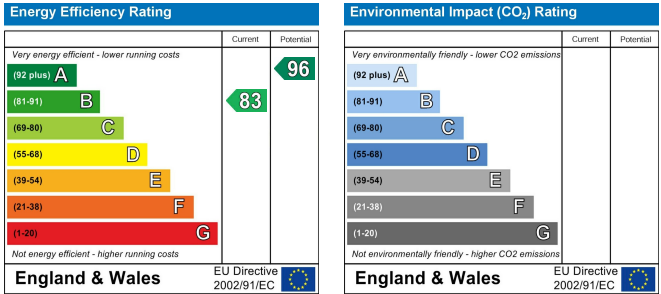 Energy Efficiency Rating
Current Potential
Very energy efficient - lower running costs
(92 plus) A
96
(81-91) B
83
(69-80) C
(55-68) D
(39-54) E
(21-38) F
(1-20) G
Not energy efficient - higher running costs
England & Wales
EU Directive
2002/91/EC
Environmental Impact (CO₂) Rating
Current Potential
Very environmentally friendly - lower CO2 emissions
(92 plus) A
(81-91) B
(69-80) C
(55-68) D
(39-54) E
(21-38) F
(1-20) G
Not environmentally friendly - higher CO2 emissions
England & Wales
EU Directive
2002/91/EC